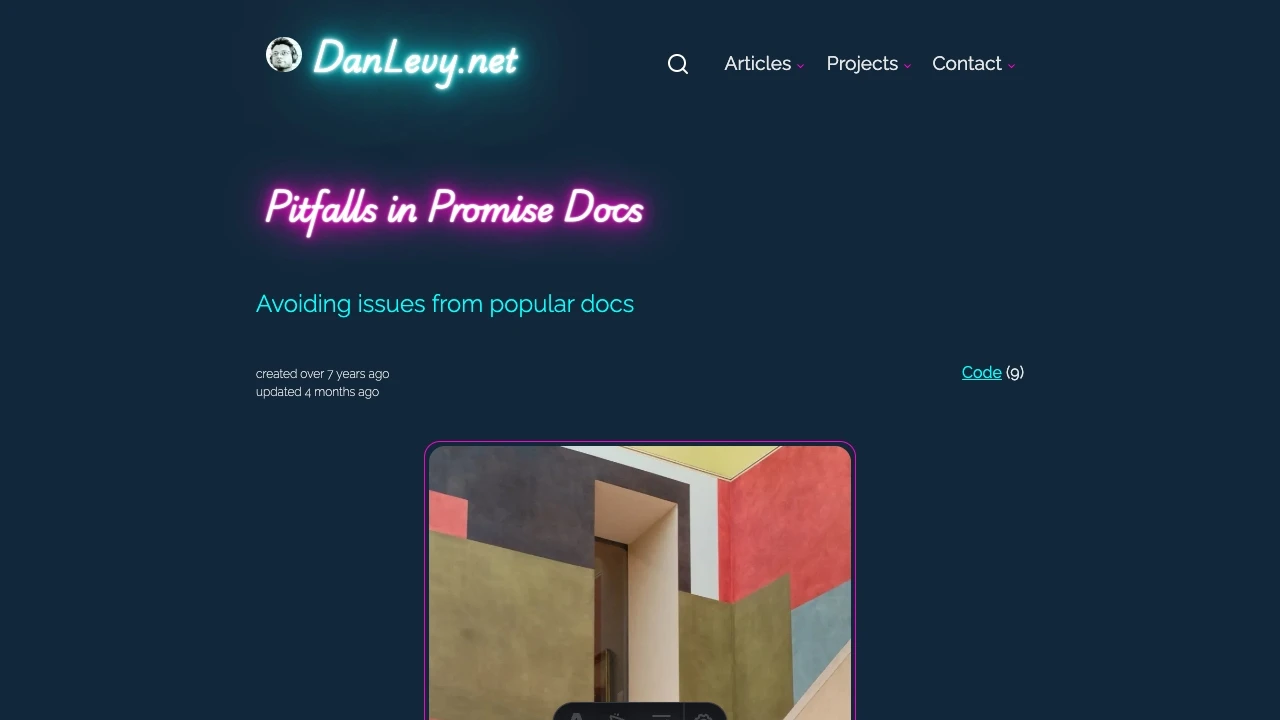 DanLevy.net
Articles Projects Contact
Pitfalls in Promise Docs
Avoiding issues from popular docs
created over 7 years ago
updated 4 months ago
Code (9)